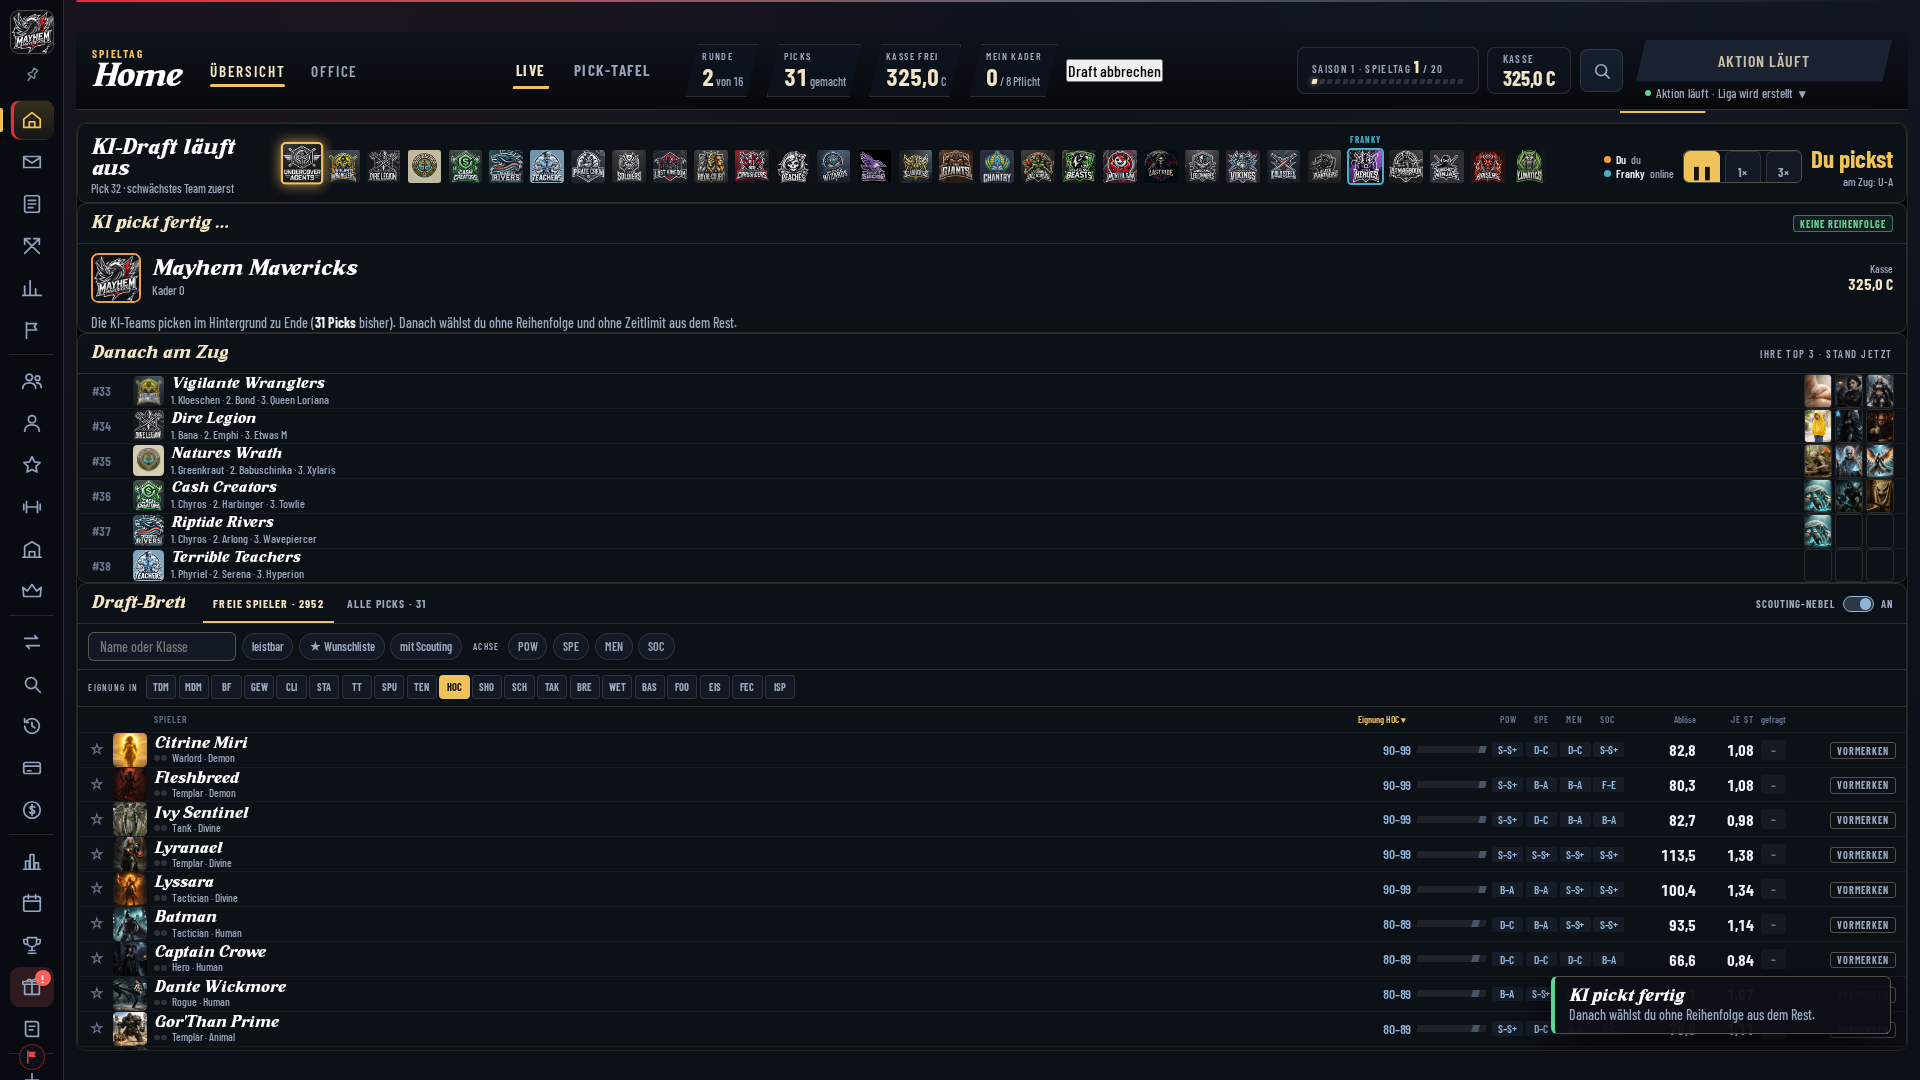 SPIELTAG
Home
ÜBERSICHT
OFFICE
LIVE
PICK-TAFEL
RUNDE
2 von 16
PICKS
31 gemacht
KASSE FREI
325,0 C
MEIN KADER
0 / 8 Pflicht
Draft abbrechen
SAISON 1 · SPIELTAG 1 / 20
KASSE
325,0 C
AKTION LÄUFT
Aktion läuft · Liga wird erstellt ▼
KI-Draft läuft aus
Pick 32 · schwächstes Team zuerst
FRANKY
Du du
Franky online
1×
3×
Du pickst
am Zug: U-A
KI pickt fertig ...
KEINE REIHENFOLGE
Mayhem Mavericks
Kader 0
Kasse
325,0 C
Die KI-Teams picken im Hintergrund zu Ende (31 Picks bisher). Danach wählst du ohne Reihenfolge und ohne Zeitlimit aus dem Rest.
Danach am Zug
IHRE TOP 3 · STAND JETZT
#33 Vigilante Wranglers
1. Kloeschen · 2. Bond · 3. Queen Loriana
#34 Dire Legion
1. Bana · 2. Emphi · 3. Etwas M
#35 Natures Wrath
1. Greenkraut · 2. Babuschinka · 3. Xylaris
#36 Cash Creators
1. Chyros · 2. Harbinger · 3. Towlie
#37 Riptide Rivers
1. Chyros · 2. Arlong · 3. Wavepiercer
#38 Terrible Teachers
1. Phyriel · 2. Serena · 3. Hyperion
Draft-Brett
FREIE SPIELER · 2952
ALLE PICKS · 31
SCOUTING-NEBEL
AN
Name oder Klasse
leistbar
★ Wunschliste
mit Scouting
ACHSE
POW
SPE
MEN
SOC
EIGNUNG IN TDM MDM BF GEW CLI STA TT SPU TEN HOC SHO SCH TAK BRE WET BAS FOO EIS FEC ISP
SPIELER Eignung HOC ▾ POW SPE MEN SOC Ablöse JE ST gefragt
Citrine Miri 90–99 S–S+ D–C D–C S–S+ 82,8 1,08 – VORMERKEN
Warlord · Demon
Fleshbreed 90–99 S–S+ B–A B–A F–E 80,3 1,08 – VORMERKEN
Templar · Demon
Ivy Sentinel 90–99 S–S+ D–C B–A B–A 82,7 0,98 – VORMERKEN
Tank · Divine
Lyranael 90–99 S–S+ S–S+ S–S+ S–S+ 113,5 1,38 – VORMERKEN
Templar · Divine
Lyssara 90–99 B–A B–A S–S+ S–S+ 100,4 1,34 – VORMERKEN
Tactician · Divine
Batman 80–89 D–C B–A S–S+ S–S+ 93,5 1,14 – VORMERKEN
Tactician · Human
Captain Crowe 80–89 D–C D–C D–C B–A 66,6 0,84 – VORMERKEN
Hero · Human
Dante Wickmore 80–89 B–A S–S+
Rogue · Human
Gor'Than Prime 80–89 S–S+ D–C
Templar · Animal
KI pickt fertig
Danach wählst du ohne Reihenfolge aus dem Rest.